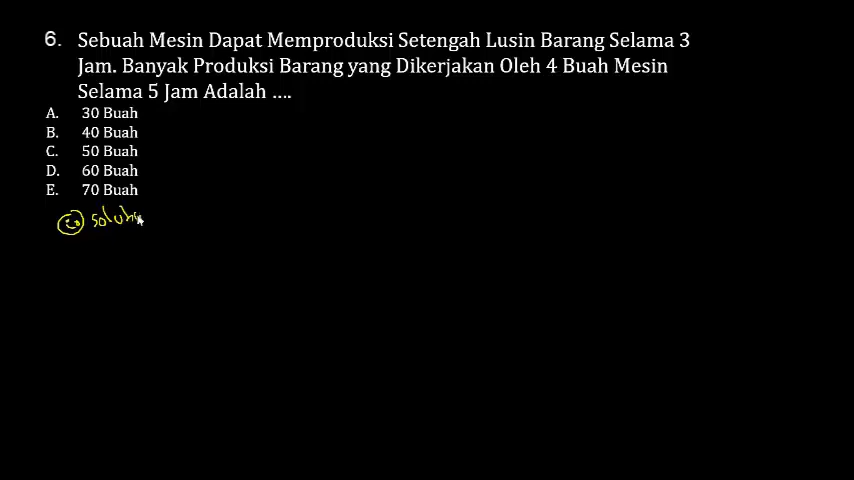 6. Sebuah Mesin Dapat Memproduksi Setengah Lusin Barang Selama 3
Jam. Banyak Produksi Barang yang Dikerjakan Oleh 4 Buah Mesin
Selama 5 Jam Adalah ....
A. 30 Buah
B. 40 Buah
C. 50 Buah
D. 60 Buah
E. 70 Buah